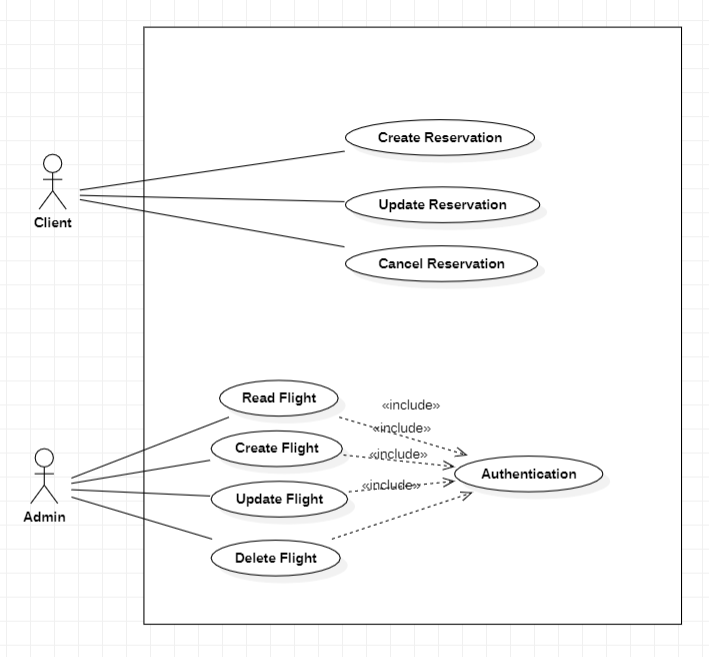 Create Reservation
Update Reservation
Client
Cancel Reservation
Read Flight
«include»
«include»
Create Flight
«include»
Authentication
«include»
Update Flight
Admin
Delete Flight